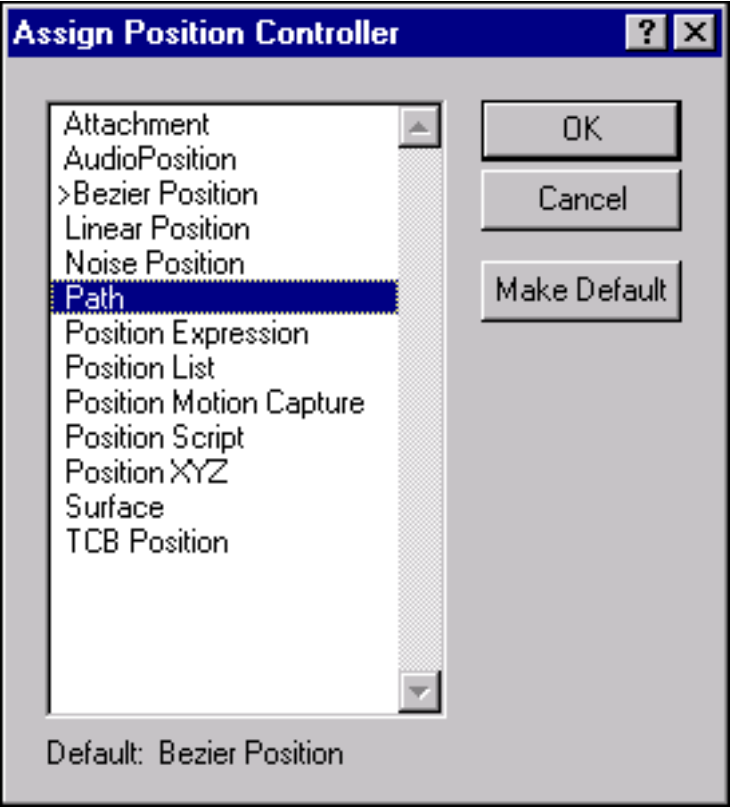 Assign Position Controller
Attachment
AudioPosition
>Bezier Position
Linear Position
Noise Position
Path
Position Expression
Position List
Position Motion Capture
Position Script
Position XYZ
Surface
TCB Position
OK
Cancel
Make Default
Default: Bezier Position